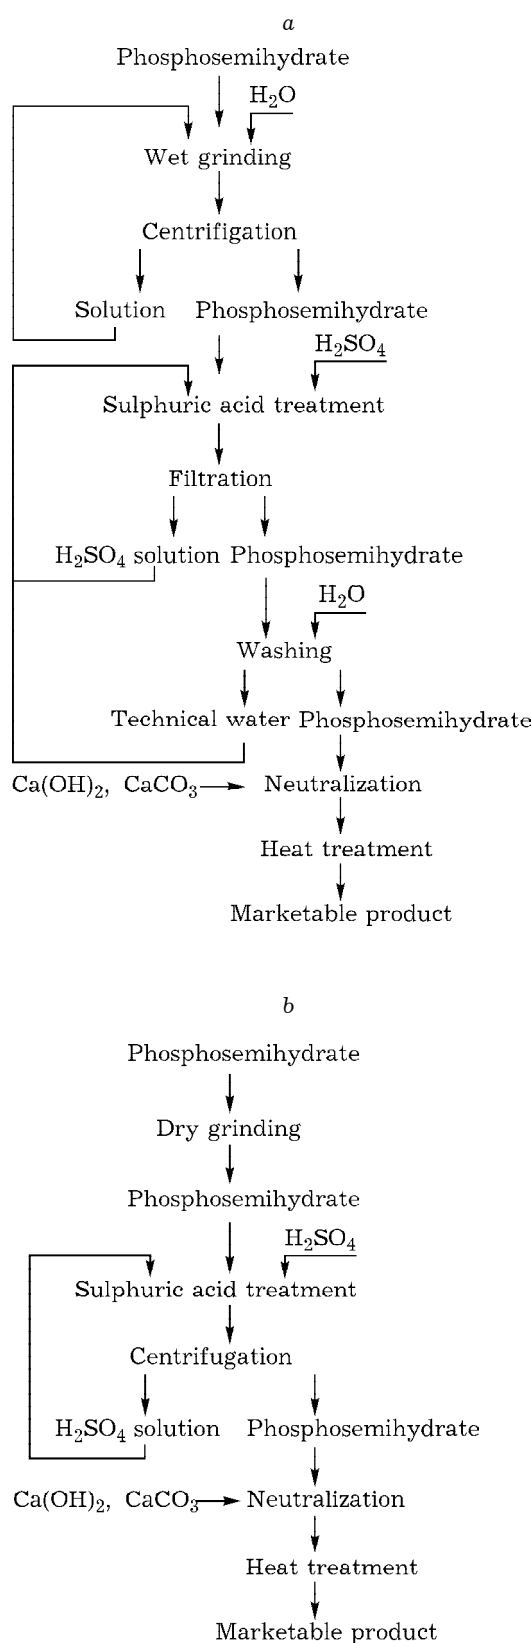 a
Phosphosemihydrate
H₂O
Wet grinding
Centrifigation
Solution Phosphosemihydrate
H₂SO₄
Sulphuric acid treatment
Filtration
H₂SO₄ solution Phosphosemihydrate
H₂O
Washing
Technical water Phosphosemihydrate
Ca(OH)₂, CaCO₃ Neutralization
Heat treatment
Marketable product
b
Phosphosemihydrate
Dry grinding
Phosphosemihydrate
H₂SO₄
Sulphuric acid treatment
Centrifugation
H₂SO₄ solution Phosphosemihydrate
Ca(OH)₂, CaCO₃ Neutralization
Heat treatment
Marketable product